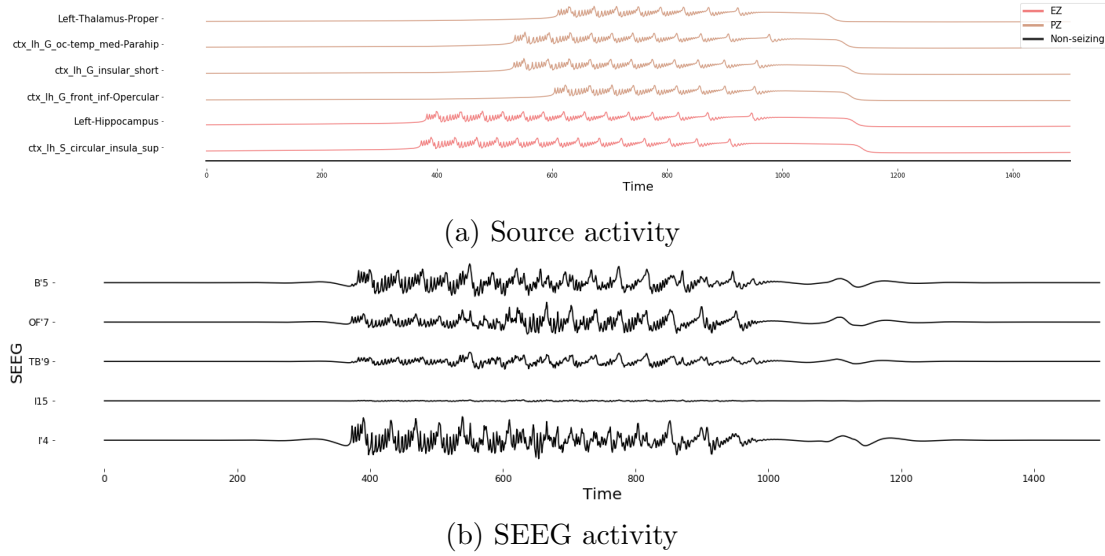 Left-Thalamus-Proper
ctx_lh_G_oc-temp_med-Parahip
ctx_lh_G_insular_short
ctx_lh_G_front_inf-Opercular
Left-Hippocampus
ctx_lh_S_circular_insula_sup
EZ
PZ
Non-seizing
0 200 400 600 800 1000 1200 1400
Time
(a) Source activity
SEEG
B'5
OF'7
TB'9
I15
I'4
0 200 400 600 800 1000 1200 1400
Time
(b) SEEG activity